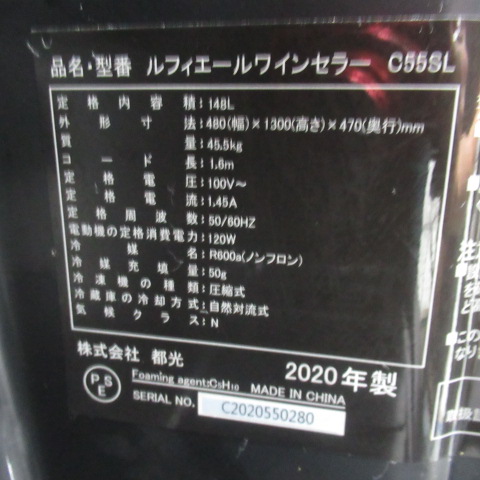 品名・型番 ルフィエールワインセラー C55SL
定格内容積:148L
外形寸法:480(幅)×1300(高さ)×470(奥行)mm
質量:45.5kg
コード長:1.6m
定格電圧:100V～
定格電流:1.45A
定格周波数:50/60HZ
電動機の定格消費電力:120W
冷媒名:R600a(ノンフロン)
冷媒充填量:50g
冷凍機の種類:圧縮式
冷蔵庫の冷却方式:自然対流式
気候クラス:N
株式会社 都光
2020年製
PSE
Foaming agent:C5H10 MADE IN CHINA
SERIAL NO. C2020550280